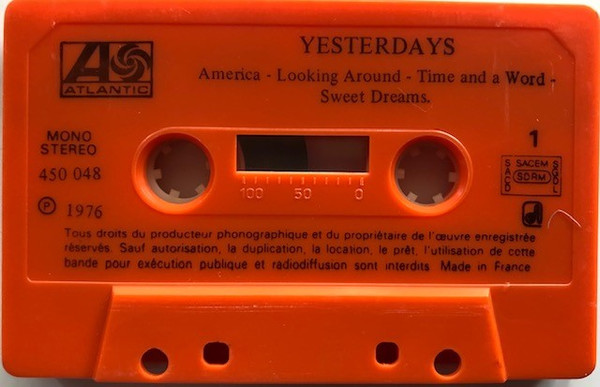 YESTERDAYS
America - Looking Around - Time and a Word -
Sweet Dreams.
ATLANTIC
MONO
STEREO
450 048
1
SACEM
SACD SDRM SGDL
100 50 0
℗ 1976
Tous droits du producteur phonographique et du propriétaire de l'œuvre enregistrée
réservés. Sauf autorisation, la duplication, la location, le prêt, l'utilisation de cette
bande pour exécution publique et radiodiffusion sont interdits Made in France